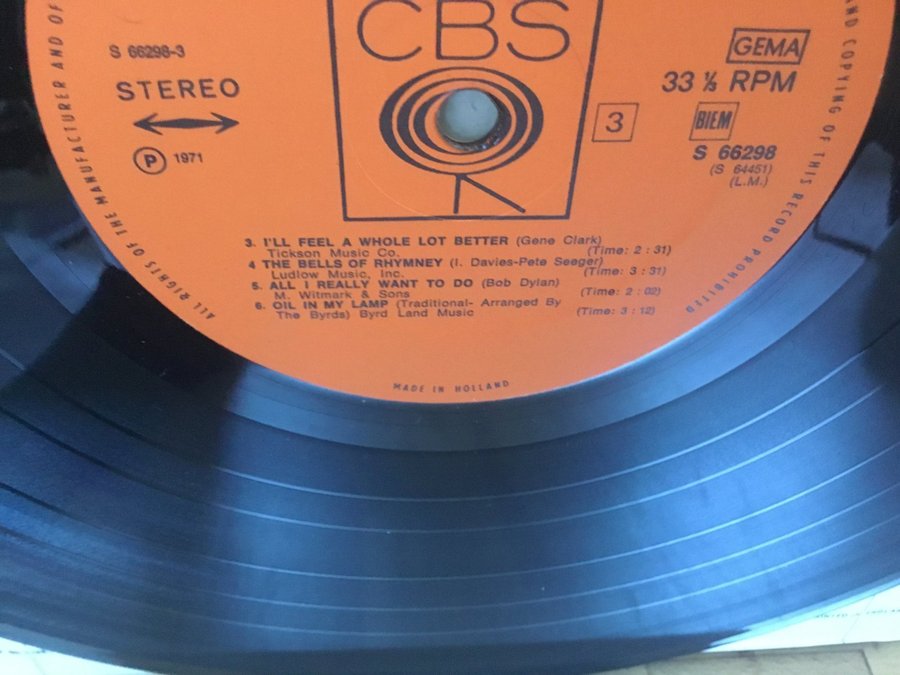 CBS
S 66298-3
GEMA
STEREO
33 ⅓ RPM
3
BIEM
P 1971
S 66298
(S 64451)
(L.M.)
3. I'LL FEEL A WHOLE LOT BETTER (Gene Clark)
Tickson Music Co. (Time: 2 : 31)
4 THE BELLS OF RHYMNEY (I. Davies-Pete Seeger)
Ludlow Music, Inc. (Time: 3 : 31)
5. ALL I REALLY WANT TO DO (Bob Dylan)
M. Witmark & Sons (Time: 2 : 02)
6. OIL IN MY LAMP (Traditional- Arranged By
The Byrds) Byrd Land Music (Time: 3 : 12)
ALL RIGHTS OF THE MANUFACTURER AND OF
AND COPYING OF THIS RECORD PROHIBITED
MADE IN HOLLAND